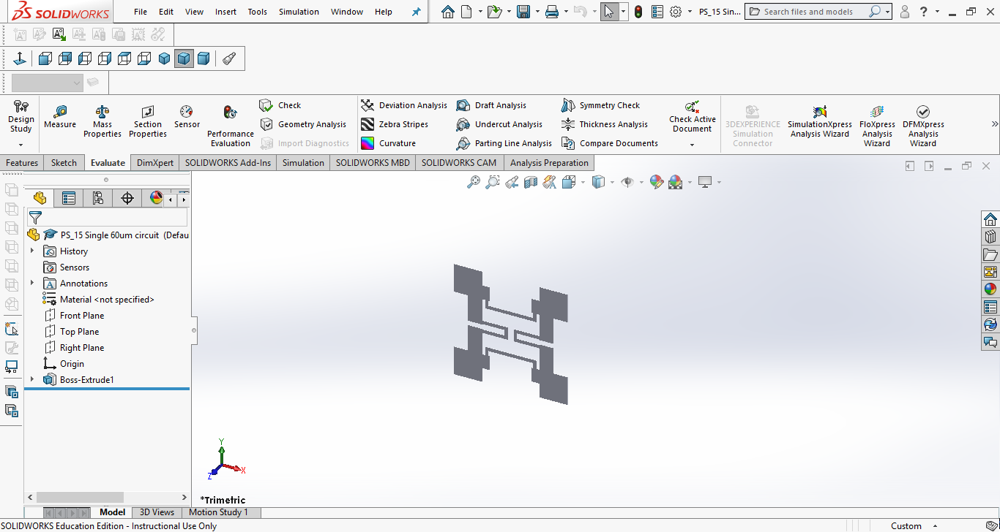 SOLIDWORKS
File Edit View Insert Tools Simulation Window Help
PS_15 Sin...
Search files and models
Design Study
Measure
Mass Properties
Section Properties
Sensor
Performance Evaluation
Check
Geometry Analysis
Import Diagnostics
Deviation Analysis
Zebra Stripes
Curvature
Draft Analysis
Undercut Analysis
Parting Line Analysis
Symmetry Check
Thickness Analysis
Compare Documents
Check Active Document
3DEXPERIENCE Simulation Connector
SimulationXpress Analysis Wizard
FloXpress Analysis Wizard
DFMXpress Analysis Wizard
Features Sketch Evaluate DimXpert SOLIDWORKS Add-Ins Simulation SOLIDWORKS MBD SOLIDWORKS CAM Analysis Preparation
PS_15 Single 60um circuit (Defau
History
Sensors
Annotations
Material <not specified>
Front Plane
Top Plane
Right Plane
Origin
Boss-Extrude1
Y
X
Z
*Trimetric
Model 3D Views Motion Study 1
SOLIDWORKS Education Edition - Instructional Use Only
Custom